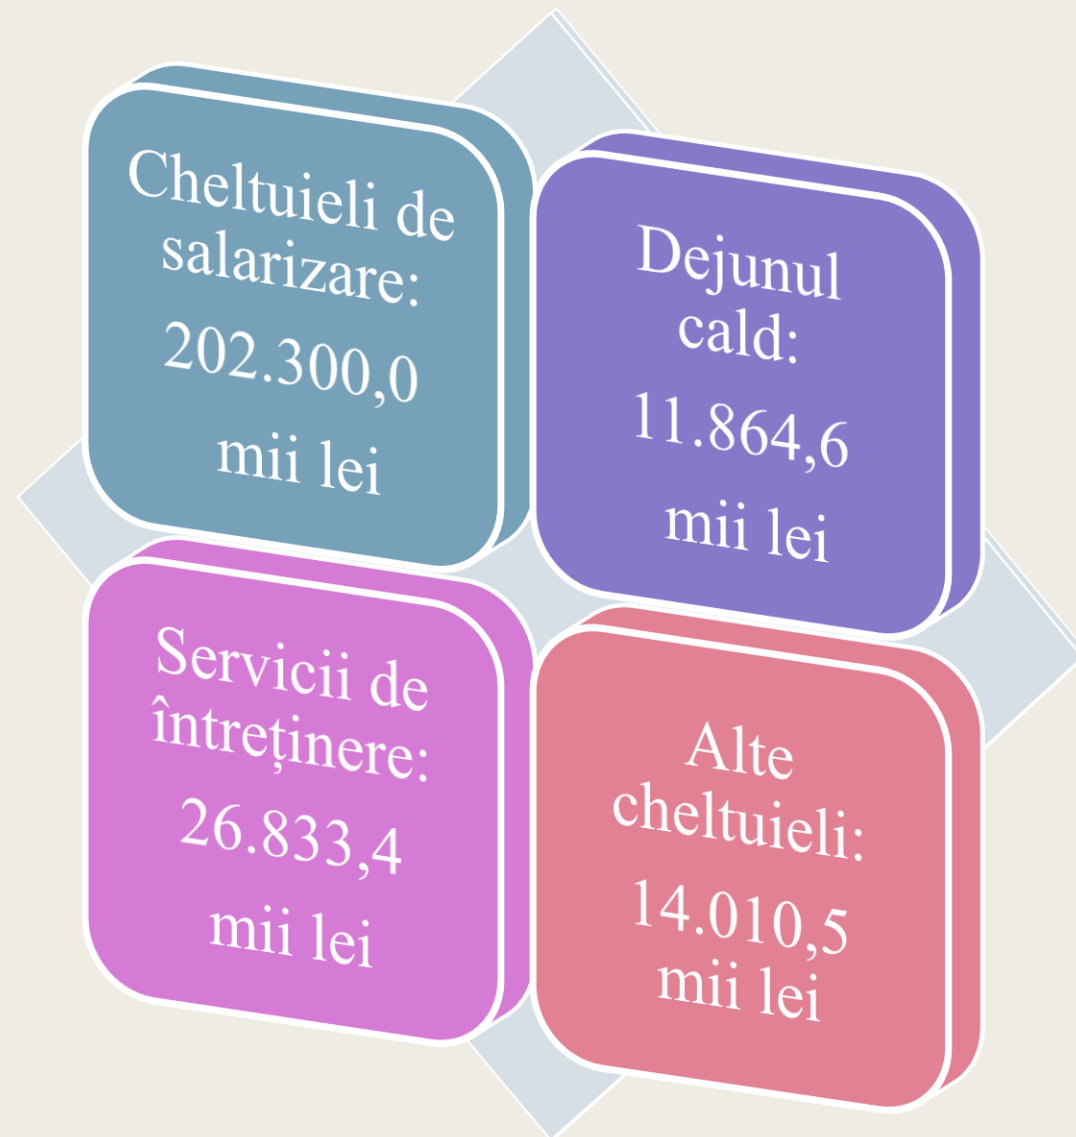 Cheltuieli de
salarizare:
202.300,0
mii lei
Dejunul
cald:
11.864,6
mii lei
Servicii de
întreținere:
26.833,4
mii lei
Alte
cheltuieli:
14.010,5
mii lei